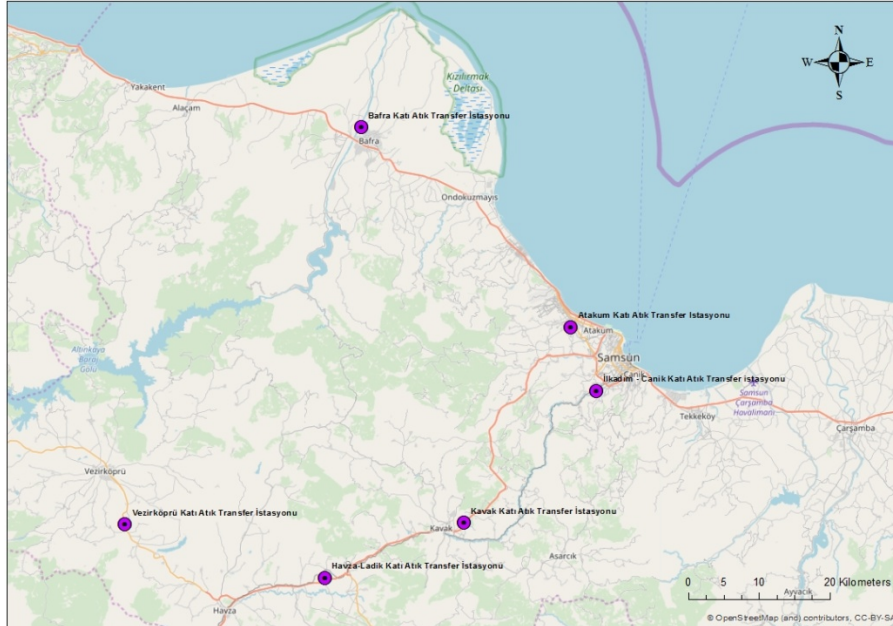 N
W E
S
Kızılırmak
Deltası
Yakakent
Alaçam
Bafra Katı Atık Transfer İstasyonu
Bafra
Ondokuzmayıs
Atakum Katı Atık Transfer İstasyonu
Atakum
Altınkaya
Barajı
Gölü
Samsun
Canik
İlkadım - Canik Katı Atık Transfer istasyonu
Samsun
Çarşamba
Havalimanı
Tekkeköy
Çarşamba
Vezirköprü
Vezirköprü Katı Atık Transfer İstasyonu
Kavak Katı Atık Transfer İstasyonu
Kavak
Asarcık
Havza-Ladik Katı Atık Transfer İstasyonu
Havza
0 5 10 20 Kilometers
Ayvacık
© OpenStreetMap (and) contributors, CC-BY-SA